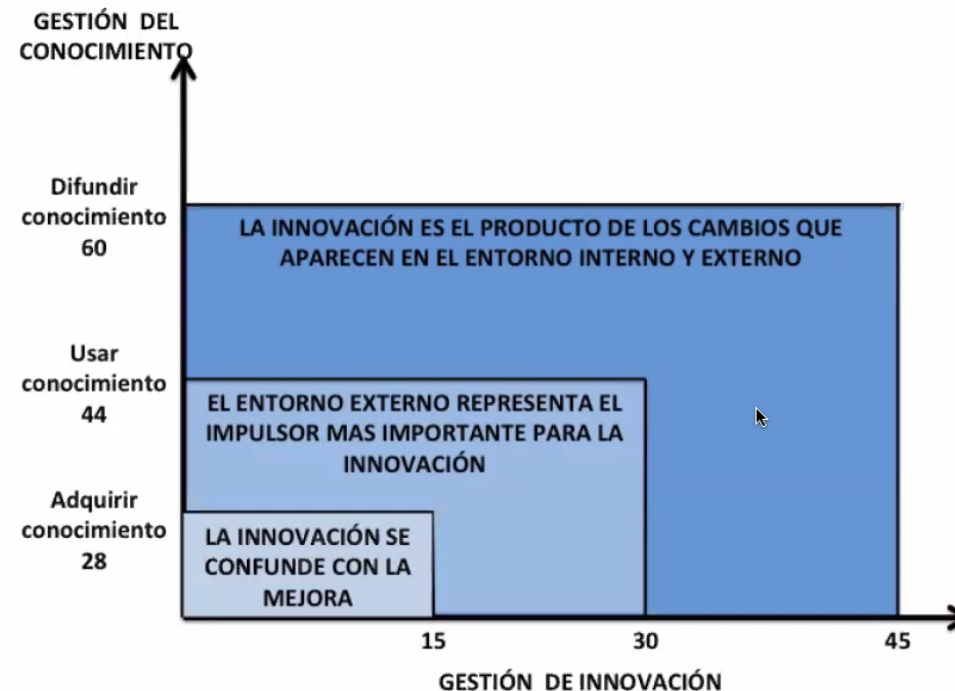 GESTIÓN DEL
CONOCIMIENTO
Difundir
conocimiento
60
LA INNOVACIÓN ES EL PRODUCTO DE LOS CAMBIOS QUE
APARECEN EN EL ENTORNO INTERNO Y EXTERNO
Usar
conocimiento
44
EL ENTORNO EXTERNO REPRESENTA EL
IMPULSOR MAS IMPORTANTE PARA LA
INNOVACIÓN
Adquirir
conocimiento
28
LA INNOVACIÓN SE
CONFUNDE CON LA
MEJORA
15
30
45
GESTIÓN DE INNOVACIÓN